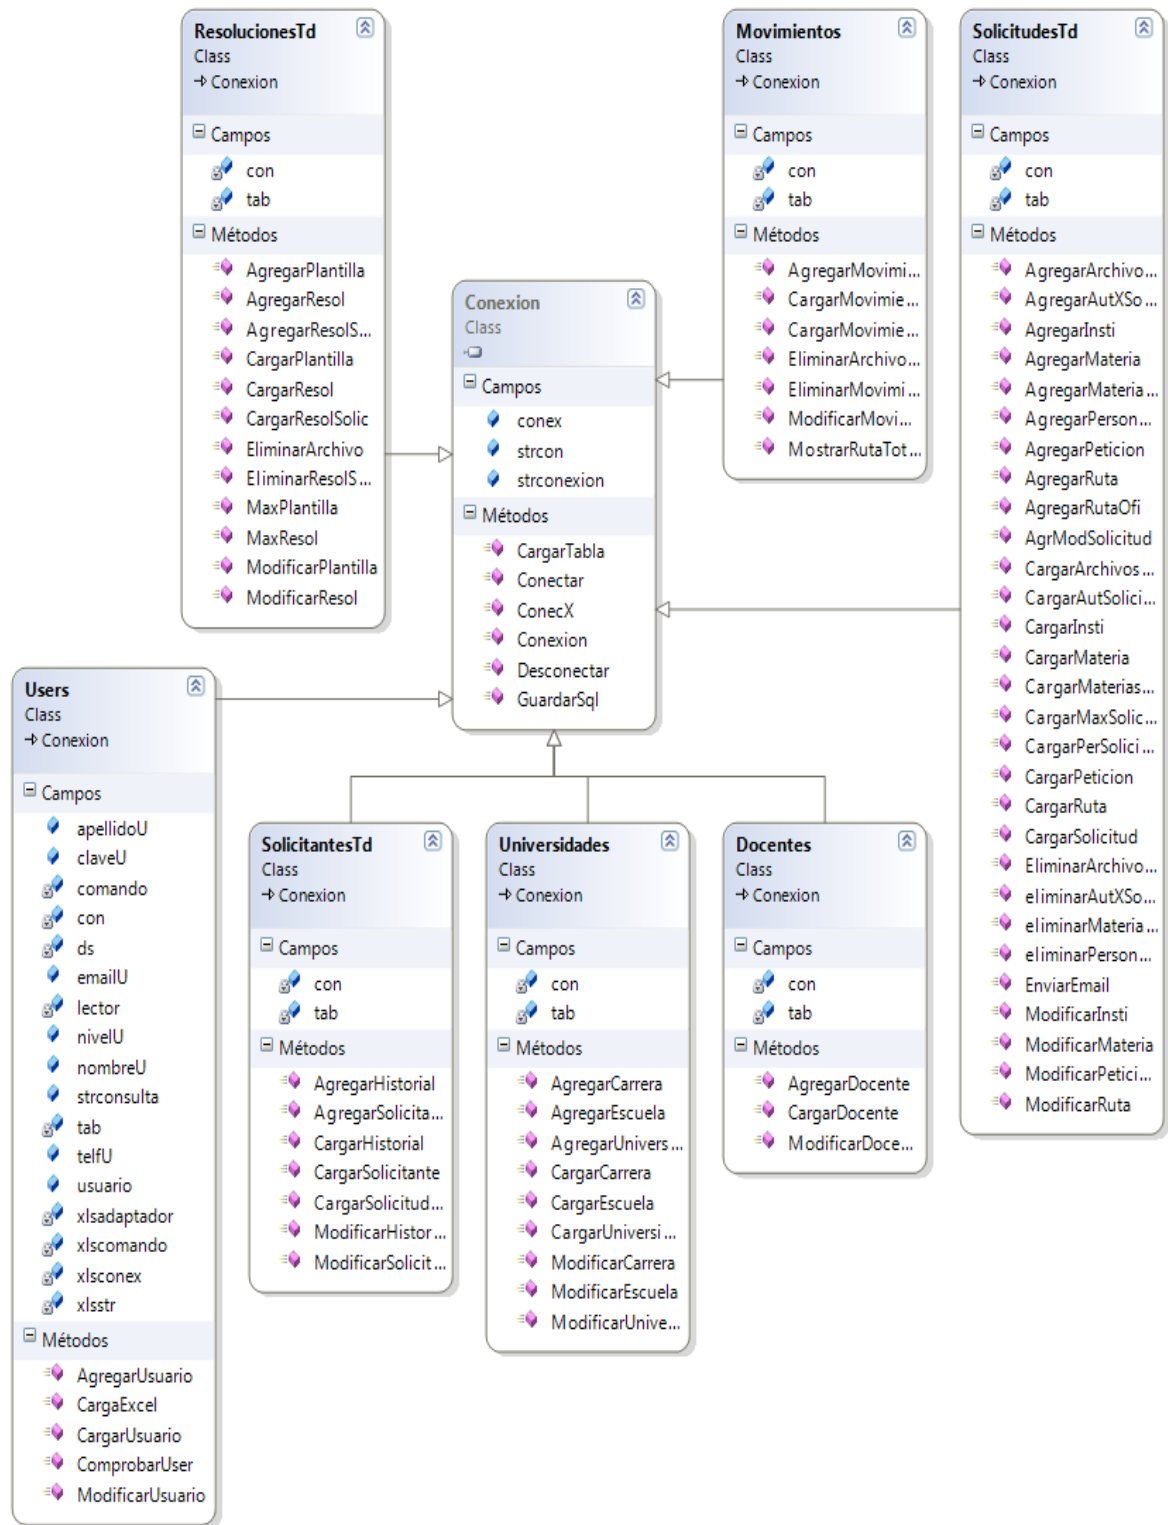 ResolucionesTd
Class
Conexion
Campos
con
tab
Métodos
AgregarPlantilla
AgregarResol
AgregarResolS...
CargarPlantilla
CargarResol
CargarResolSolic
EliminarArchivo
EliminarResolS...
MaxPlantilla
MaxResol
ModificarPlantilla
ModificarResol
Movimientos
Class
Conexion
Campos
con
tab
Métodos
AgregarMovimi...
CargarMovimie...
CargarMovimie...
EliminarArchivo...
EliminarMovimi...
ModificarMovi...
MostrarRutaTot...
SolicitudesTd
Class
Conexion
Campos
con
tab
Métodos
AgregarArchivo...
AgregarAutXSo...
AgregarInsti
AgregarMateria
AgregarMateria...
AgregarPerson...
AgregarPeticion
AgregarRuta
AgregarRutaOfi
AgrModSolicitud
CargarArchivos...
CargarAutSolici...
CargarInsti
CargarMateria
CargarMaterias...
CargarMaxSolic...
CargarPerSolici...
CargarPeticion
CargarRuta
CargarSolicitud
EliminarArchivo...
eliminarAutXSo...
eliminarMateria...
eliminarPerson...
EnviarEmail
ModificarInsti
ModificarMateria
ModificarPetici...
ModificarRuta
Conexion
Class
Campos
conex
strcon
strconexion
Métodos
CargarTabla
Conectar
ConecX
Conexion
Desconectar
GuardarSql
Users
Class
Conexion
Campos
apellidoU
claveU
comando
con
ds
emailU
lector
nivelU
nombreU
strconsulta
tab
telfU
usuario
xlsadaptador
xlscomando
xlsconex
xlsstr
Métodos
AgregarUsuario
CargaExcel
CargarUsuario
ComprobarUser
ModificarUsuario
SolicitantesTd
Class
Conexion
Campos
con
tab
Métodos
AgregarHistorial
AgregarSolicita...
CargarHistorial
CargarSolicitante
CargarSolicitud...
ModificarHistor...
ModificarSolicit...
Universidades
Class
Conexion
Campos
con
tab
Métodos
AgregarCarrera
AgregarEscuela
AgregarUnivers...
CargarCarrera
CargarEscuela
CargarUniversi...
ModificarCarrera
ModificarEscuela
ModificarUnive...
Docentes
Class
Conexion
Campos
con
tab
Métodos
AgregarDocente
CargarDocente
ModificarDoce...